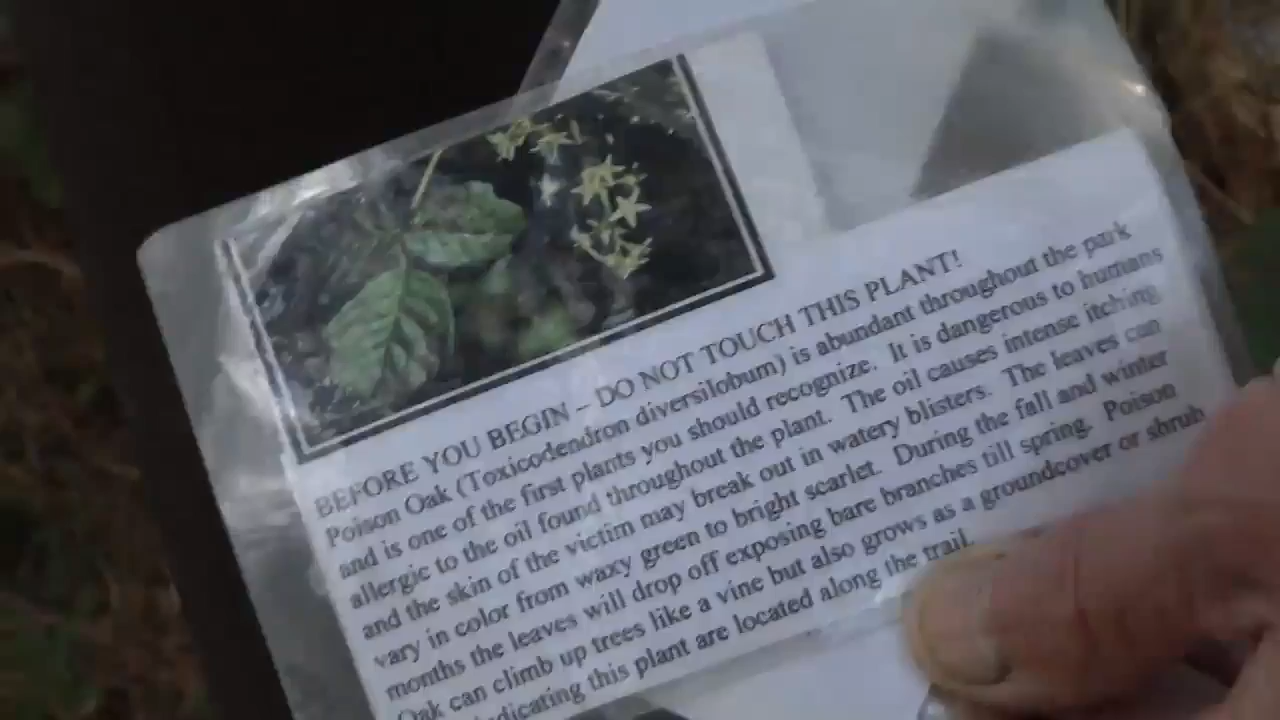 BEFORE YOU BEGIN – DO NOT TOUCH THIS PLANT!
Poison Oak (Toxicodendron diversilobum) is abundant throughout the park
and is one of the first plants you should recognize. It is dangerous to humans
allergic to the oil found throughout the plant. The oil causes intense itching
and the skin of the victim may break out in watery blisters. The leaves can
vary in color from waxy green to bright scarlet. During the fall and winter
months the leaves will drop off exposing bare branches till spring. Poison
Oak can climb up trees like a vine but also grows as a groundcover or shrub.
indicating this plant are located along the trail.